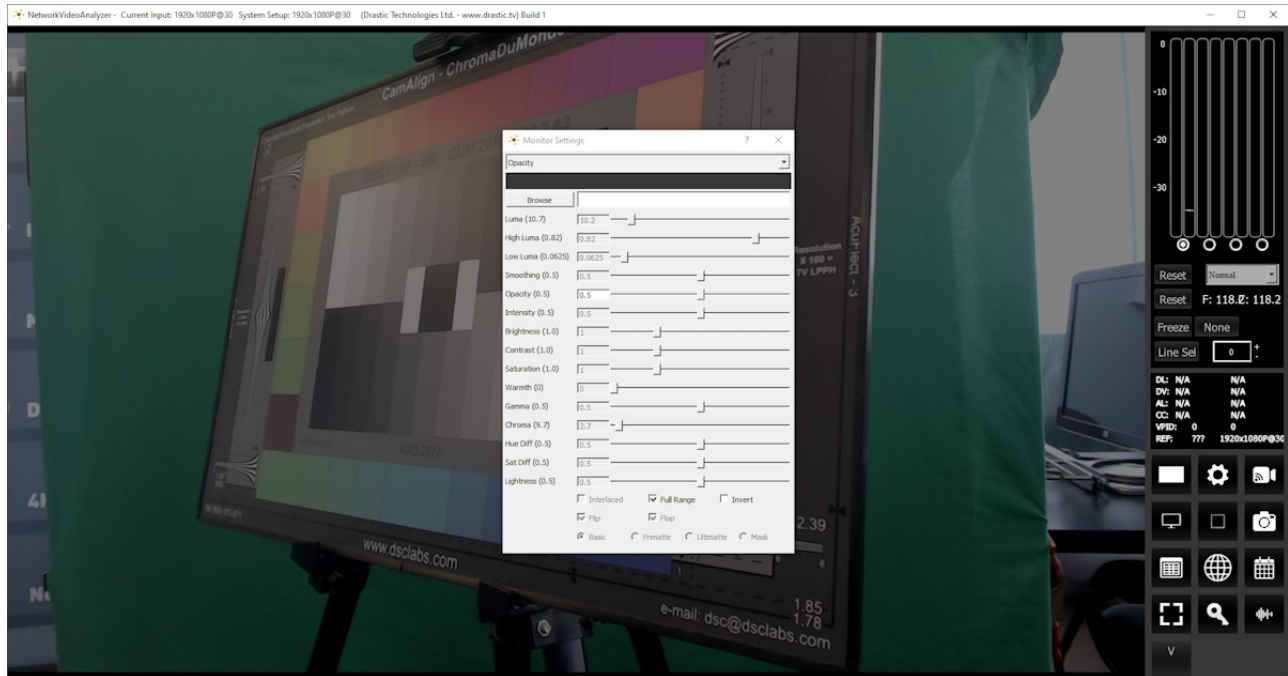 NetworkVideoAnalyzer - Current Input: 1920x1080P@30 System Setup: 1920x1080P@30 (Drastic Technologies Ltd. - www.drastic.tv) Build 1
CamAlign - ChromaDuMonde
NAB 2017
www.dsclabs.com
e-mail: dsc@dsclabs.com
AcuTect - 3
Resolution
X 100 =
TV LPPH
2.39
1.85
1.78
Monitor Settings
? ×
Opacity
Browse
Luma (10.7) 10.2
High Luma (0.82) 0.82
Low Luma (0.0625) 0.0625
Smoothing (0.5) 0.5
Opacity (0.5) 0.5
Intensity (0.5) 0.5
Brightness (1.0) 1
Contrast (1.0) 1
Saturation (1.0) 1
Warmth (0) 0
Gamma (0.5) 0.5
Chroma (9.7) 2.7
Hue Diff (0.5) 0.5
Sat Diff (0.5) 0.5
Lightness (0.5) 0.5
Interlaced Full Range Invert
Flip Flop
Basic Primatte Ultimatte Mask
0
-10
-20
-30
Reset Normal
Reset F: 118.2: 118.2
Freeze None
Line Sel 0 + -
DL: N/A N/A
DV: N/A N/A
AL: N/A N/A
CC: N/A N/A
VPID: 0 0
REF: ??? 1920x1080P@30
V